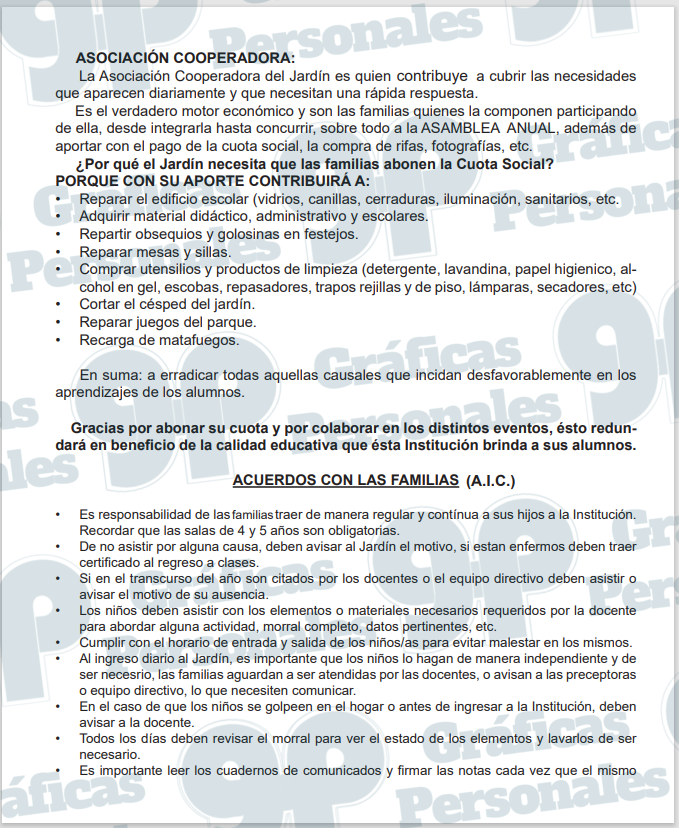 ASOCIACIÓN COOPERADORA:
La Asociación Cooperadora del Jardín es quien contribuye a cubrir las necesidades
que aparecen diariamente y que necesitan una rápida respuesta.
Es el verdadero motor económico y son las familias quienes la componen participando
de ella, desde integrarla hasta concurrir, sobre todo a la ASAMBLEA ANUAL, además de
aportar con el pago de la cuota social, la compra de rifas, fotografías, etc.
¿Por qué el Jardín necesita que las familias abonen la Cuota Social?
PORQUE CON SU APORTE CONTRIBUIRÁ A:
• Reparar el edificio escolar (vidrios, canillas, cerraduras, iluminación, sanitarios, etc.
• Adquirir material didáctico, administrativo y escolares.
• Repartir obsequios y golosinas en festejos.
• Reparar mesas y sillas.
• Comprar utensilios y productos de limpieza (detergente, lavandina, papel higienico, al-
cohol en gel, escobas, repasadores, trapos rejillas y de piso, lámparas, secadores, etc)
• Cortar el césped del jardín.
• Reparar juegos del parque.
• Recarga de matafuegos.
En suma: a erradicar todas aquellas causales que incidan desfavorablemente en los
aprendizajes de los alumnos.
Gracias por abonar su cuota y por colaborar en los distintos eventos, ésto redun-
dará en beneficio de la calidad educativa que ésta Institución brinda a sus alumnos.
ACUERDOS CON LAS FAMILIAS (A.I.C.)
• Es responsabilidad de las familias traer de manera regular y contínua a sus hijos a la Institución.
Recordar que las salas de 4 y 5 años son obligatorias.
• De no asistir por alguna causa, deben avisar al Jardín el motivo, si estan enfermos deben traer
certificado al regreso a clases.
• Si en el transcurso del año son citados por los docentes o el equipo directivo deben asistir o
avisar el motivo de su ausencia.
• Los niños deben asistir con los elementos o materiales necesarios requeridos por la docente
para abordar alguna actividad, morral completo, datos pertinentes, etc.
• Cumplir con el horario de entrada y salida de los niños/as para evitar malestar en los mismos.
• Al ingreso diario al Jardín, es importante que los niños lo hagan de manera independiente y de
ser necesrio, las familias aguardan a ser atendidas por las docentes, o avisan a las preceptoras
o equipo directivo, lo que necesiten comunicar.
• En el caso de que los niños se golpeen en el hogar o antes de ingresar a la Institución, deben
avisar a la docente.
• Todos los días deben revisar el morral para ver el estado de los elementos y lavarlos de ser
necesario.
• Es importante leer los cuadernos de comunicados y firmar las notas cada vez que el mismo
gp Gráficas
Personales